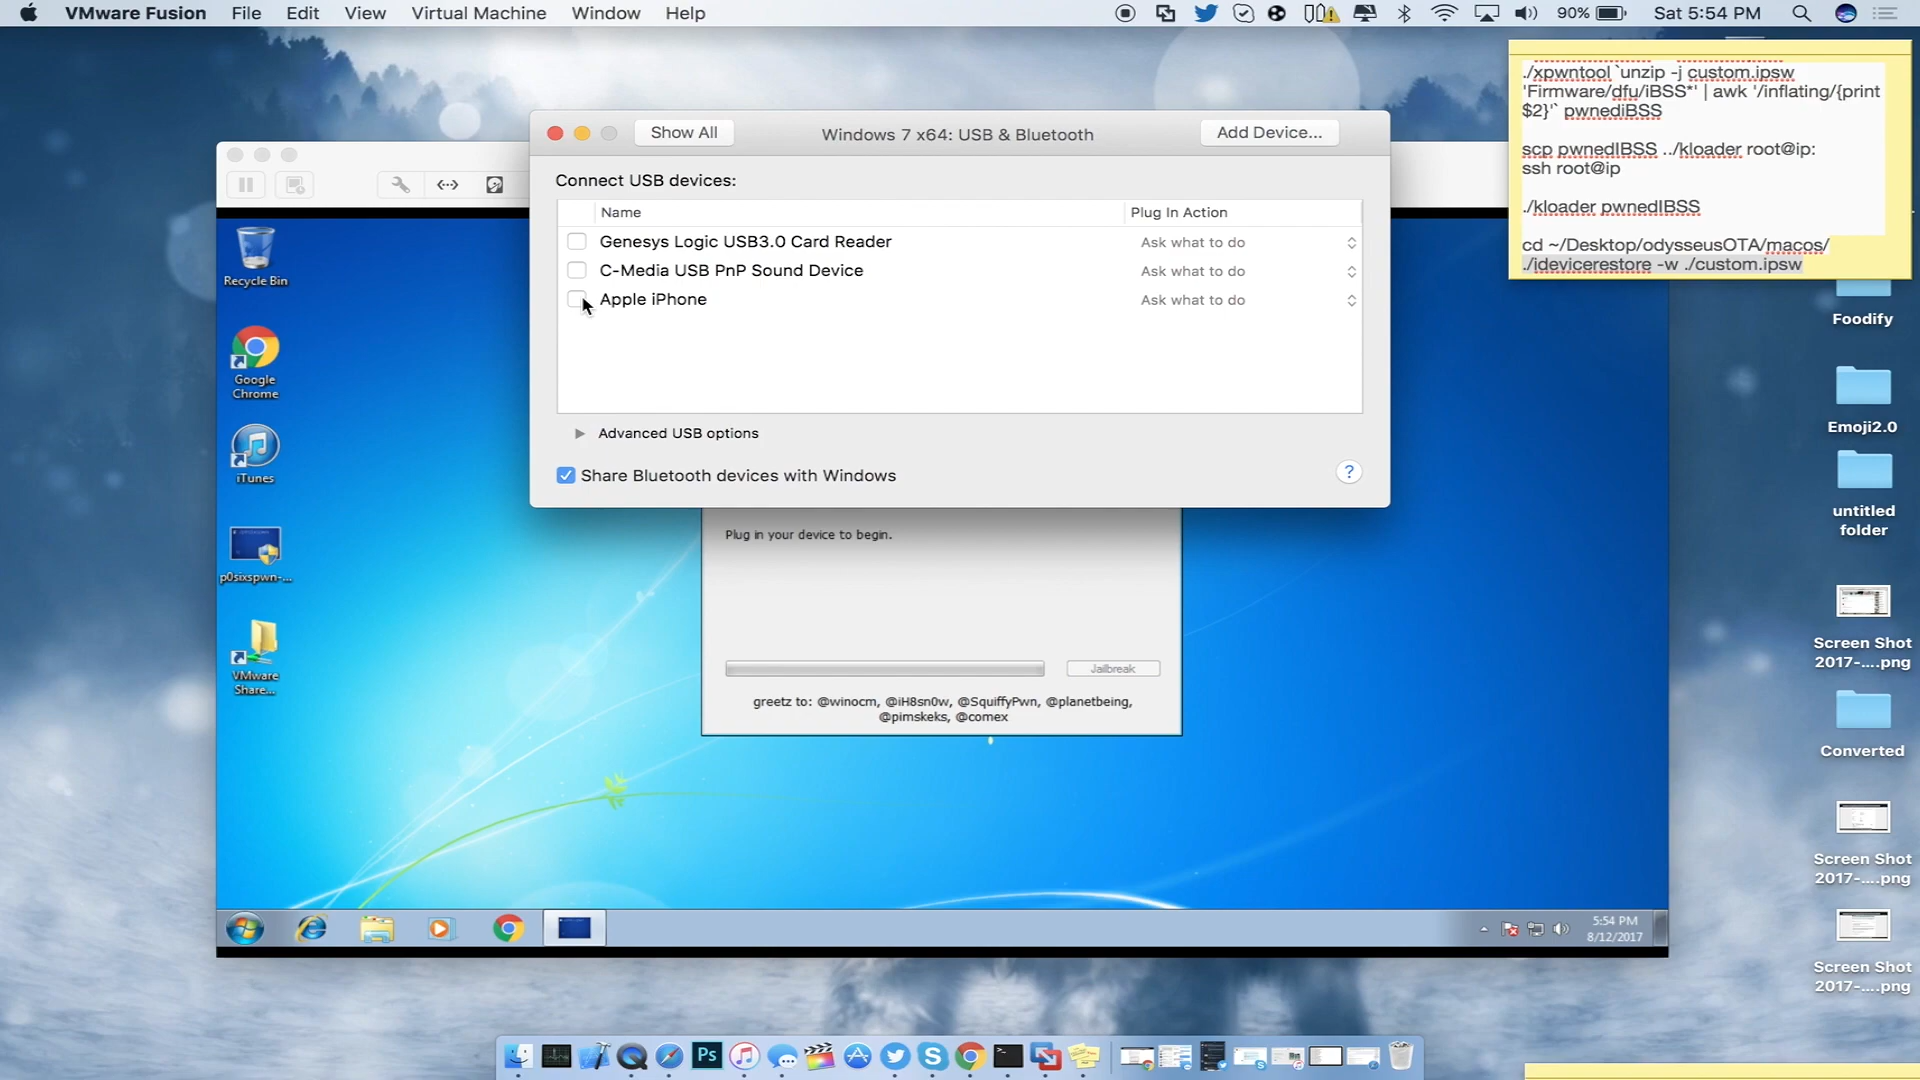 VMware Fusion File Edit View Virtual Machine Window Help
90% Sat 5:54 PM
./xpwntool `unzip -j custom.ipsw
'Firmware/dfu/iBSS*' | awk '/inflating/{print
$2}'` pwnediBSS
scp pwnedIBSS ../kloader root@ip:
ssh root@ip
./kloader pwnedIBSS
cd ~/Desktop/odysseusOTA/macos/
./idevicerestore -w ./custom.ipsw
Show All
Windows 7 x64: USB & Bluetooth
Add Device...
Connect USB devices:
Name Plug In Action
Genesys Logic USB3.0 Card Reader Ask what to do
C-Media USB PnP Sound Device Ask what to do
Apple iPhone Ask what to do
Advanced USB options
Share Bluetooth devices with Windows
?
Recycle Bin
Google
Chrome
iTunes
p0sixspwn-...
VMware
Share...
Plug in your device to begin.
Jailbreak
greetz to: @winocm, @iH8sn0w, @SquiffyPwn, @planetbeing,
@pimskeks, @comex
5:54 PM
8/12/2017
Foodify
Emoji2.0
untitled
folder
Screen Shot
2017-....png
Converted
Screen Shot
2017-....png
Screen Shot
2017-....png
Ps